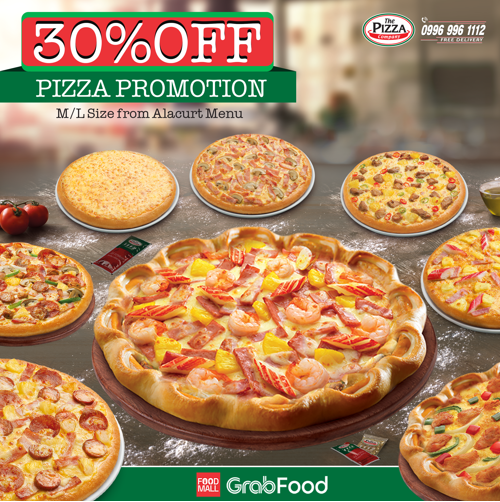 30%OFF
PIZZA PROMOTION
M/L Size from Alacurt Menu
The
PIZZA
Company
0996 996 1112
FREE DELIVERY
FOOD
MALL
GrabFood